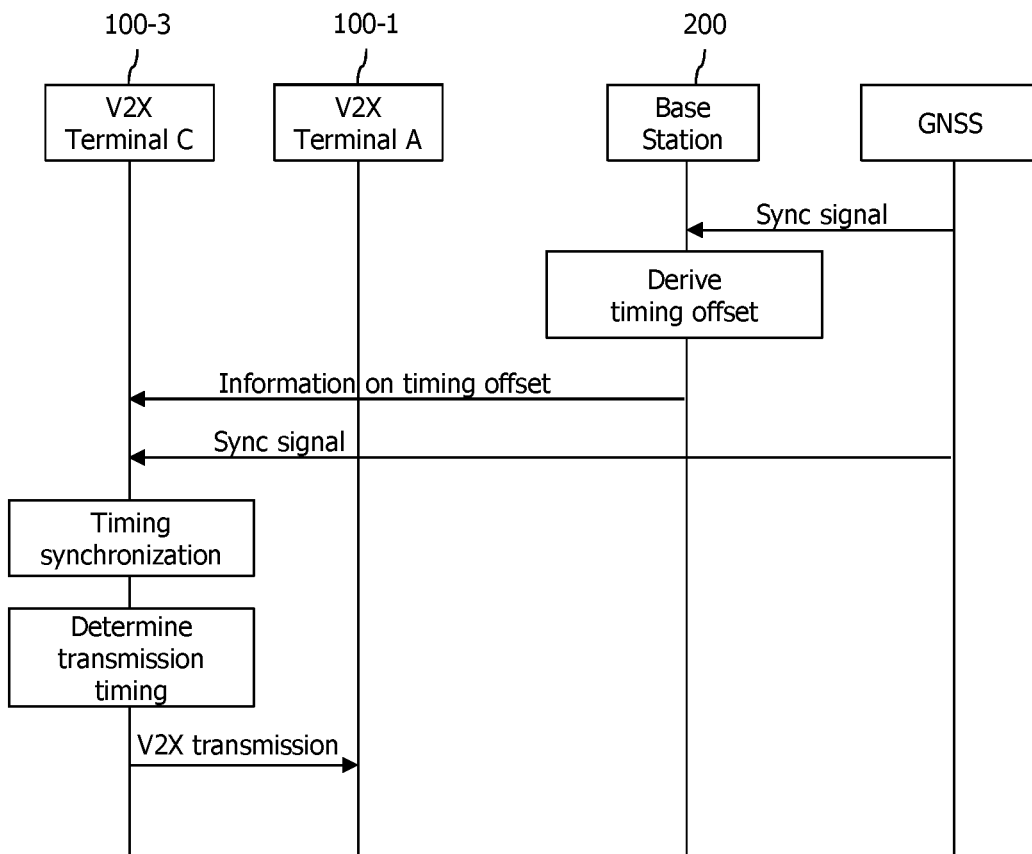 100-3
100-1
200
V2X
Terminal C
V2X
Terminal A
Base
Station
GNSS
Sync signal
Derive
timing offset
Information on timing offset
Sync signal
Timing
synchronization
Determine
transmission
timing
V2X transmission